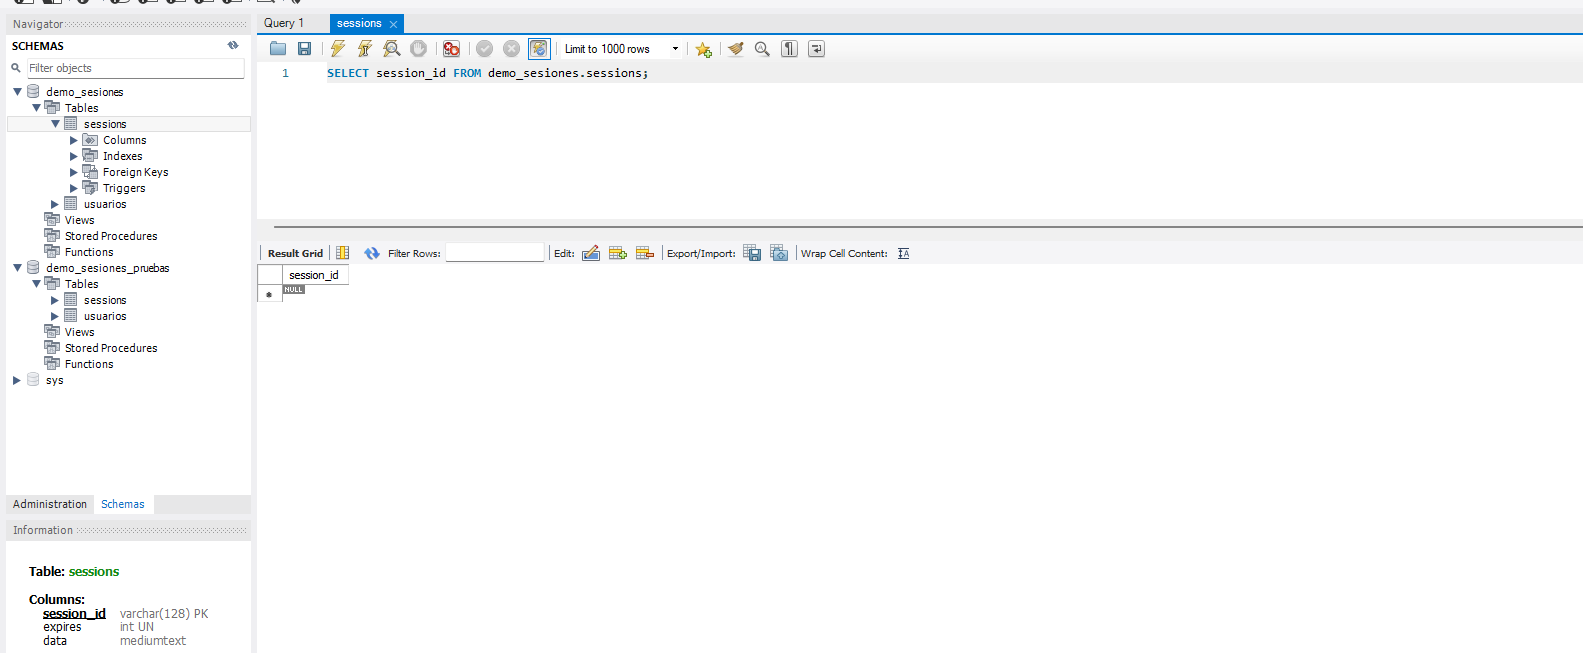 Navigator
SCHEMAS
Filter objects
demo_sesiones
Tables
sessions
Columns
Indexes
Foreign Keys
Triggers
usuarios
Views
Stored Procedures
Functions
demo_sesiones_pruebas
Tables
sessions
usuarios
Views
Stored Procedures
Functions
sys
Administration Schemas
Information
Table: sessions
Columns:
session_id varchar(128) PK
expires int UN
data mediumtext
Query 1 sessions
Limit to 1000 rows
1 SELECT session_id FROM demo_sesiones.sessions;
Result Grid Filter Rows: Edit: Export/Import: Wrap Cell Content:
session_id
NULL